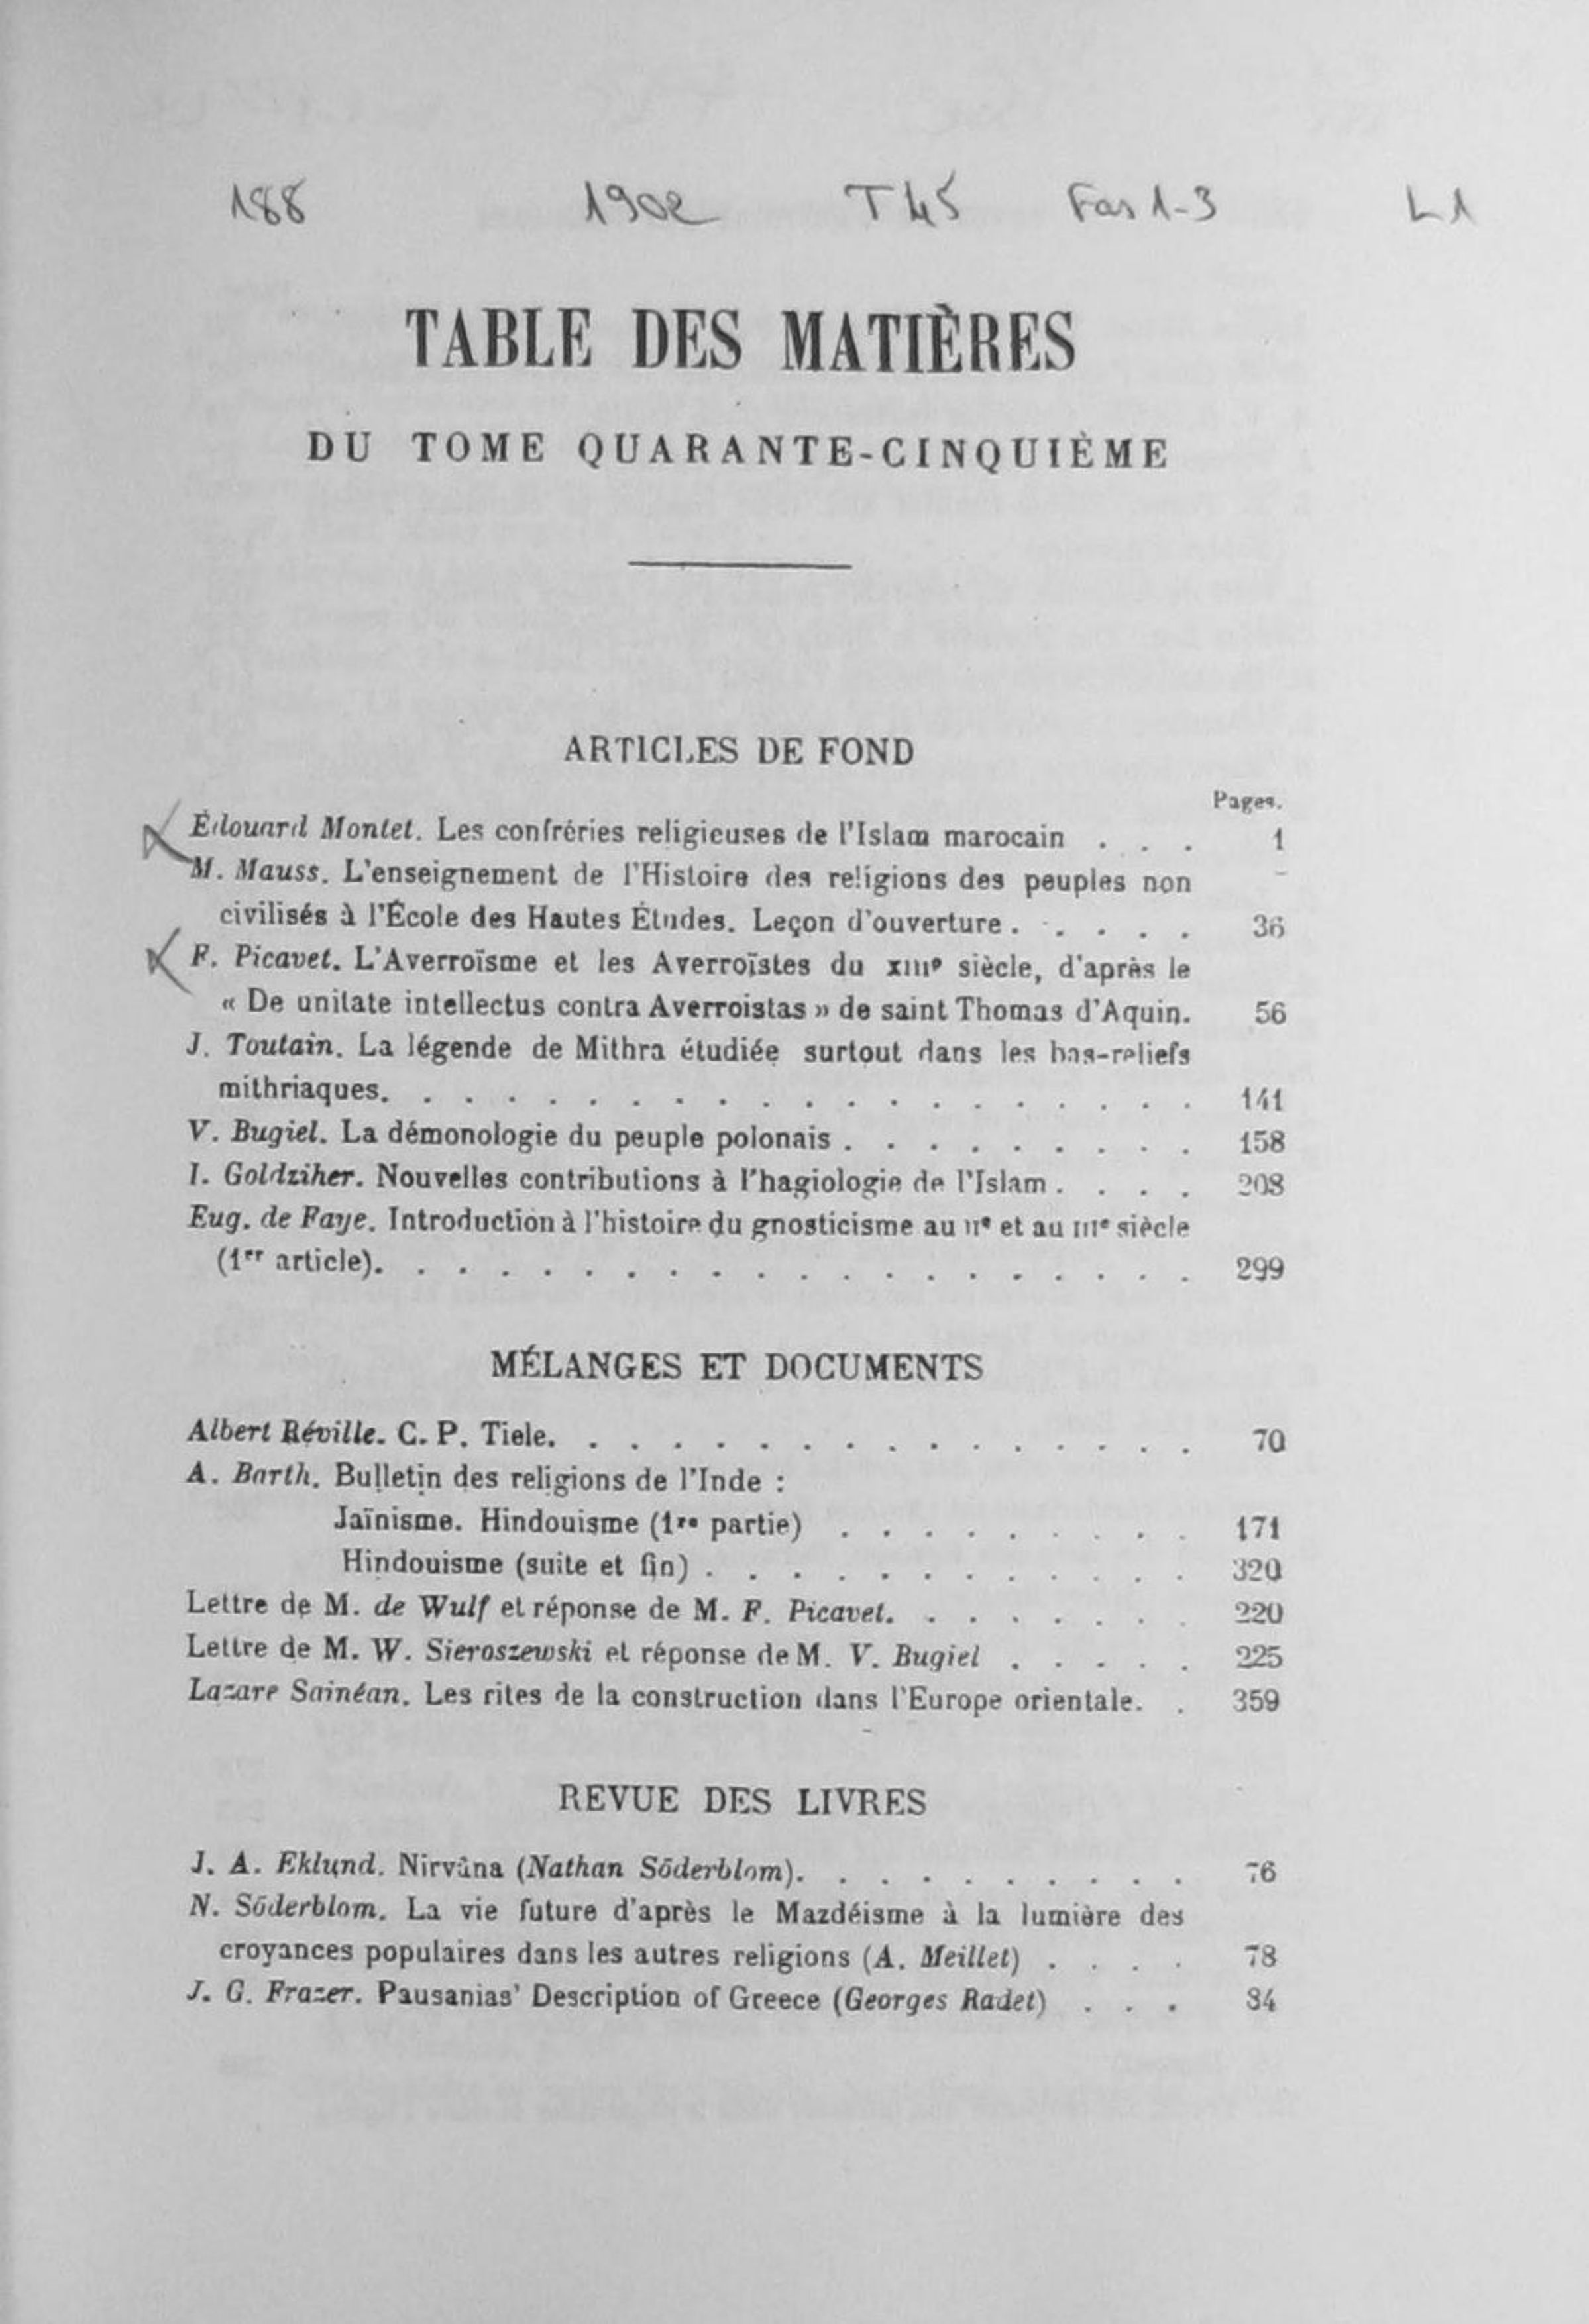 188 1902 T45 Fas 1-3 L1
TABLE DES MATIÈRES
DU TOME QUARANTE-CINQUIÈME
ARTICLES DE FOND
Pages.
Édouard Montet. Les confréries religieuses de l'Islam marocain . . . 1
M. Mauss. L'enseignement de l'Histoire des religions des peuples non
civilisés à l'École des Hautes Études. Leçon d'ouverture . . . . . 36
F. Picavet. L'Averroïsme et les Averroïstes du XIIIe siècle, d'après le
« De unitate intellectus contra Averroistas » de saint Thomas d'Aquin. 56
J. Toutain. La légende de Mithra étudiée surtout dans les bas-reliefs
mithriaques. . . . . . . . . . . . . . . . . . . . 141
V. Bugiel. La démonologie du peuple polonais . . . . . . . . . 158
I. Goldziher. Nouvelles contributions à l'hagiologie de l'Islam . . . . 208
Eug. de Faye. Introduction à l'histoire du gnosticisme au IIe et au IIIe siècle
(1er article). . . . . . . . . . . . . . . . . . . . 299
MÉLANGES ET DOCUMENTS
Albert Réville. C. P. Tiele. . . . . . . . . . . . . . . . 70
A. Barth. Bulletin des religions de l'Inde :
Jaïnisme. Hindouisme (1re partie) . . . . . . . . . 171
Hindouisme (suite et fin) . . . . . . . . . . . . 320
Lettre de M. de Wulf et réponse de M. F. Picavet. . . . . . . . 220
Lettre de M. W. Sieroszewski et réponse de M. V. Bugiel . . . . . 225
Lazare Sainéan. Les rites de la construction dans l'Europe orientale. . 359
REVUE DES LIVRES
J. A. Eklund. Nirvâna (Nathan Söderblom). . . . . . . . . . 76
N. Söderblom. La vie future d'après le Mazdéisme à la lumière des
croyances populaires dans les autres religions (A. Meillet) . . . . 78
J. G. Frazer. Pausanias' Description of Greece (Georges Radet) . . . 84